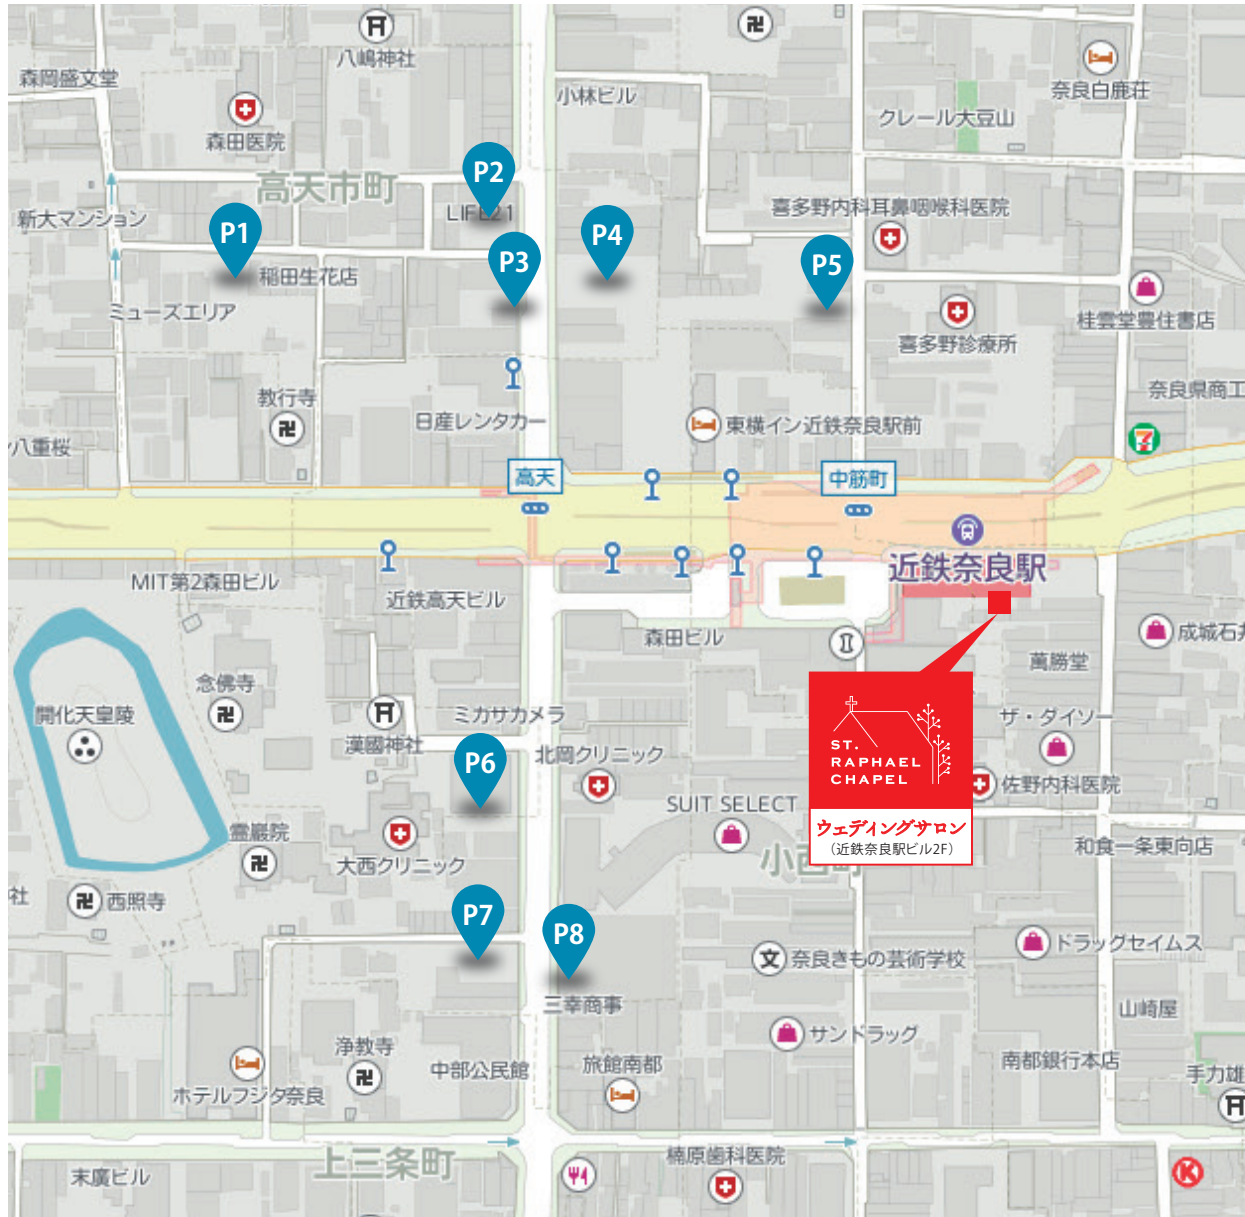 八嶋神社
森岡盛文堂
小林ビル
奈良白鹿荘
クレール大豆山
森田医院
P2
高天市町
新大マンション
LIFE21
喜多野内科耳鼻咽喉科医院
P1
P4
P3
P5
稲田生花店
ミューズエリア
桂雲堂豊住書店
喜多野診療所
奈良県商工
教行寺
日産レンタカー
東横イン近鉄奈良駅前
八重桜
7
高天
中筋町
近鉄奈良駅
MIT第2森田ビル
近鉄高天ビル
森田ビル
成城石井
萬勝堂
念佛寺
開化天皇陵
漢國神社
ミカサカメラ
ザ・ダイソー
北岡クリニック
P6
ST.
RAPHAEL
CHAPEL
佐野内科医院
SUIT SELECT
ウェディングサロン
(近鉄奈良駅ビル2F)
霊巌院
大西クリニック
小西町
和食一条東向店
社
西照寺
P7
P8
文
奈良きもの芸術学校
ドラッグセイムス
三幸商事
山崎屋
サンドラッグ
浄教寺
中部公民館
旅館南都
南都銀行本店
手力雄
ホテルフジタ奈良
上三条町
楠原歯科医院
末廣ビル
K